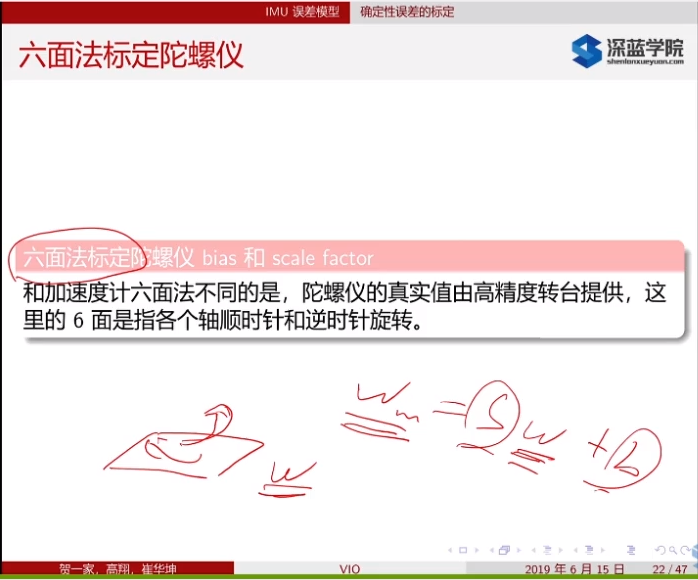 IMU 误差模型 确定性误差的标定
六面法标定陀螺仪
深蓝学院
shenlanxueyuan.com
六面法标定陀螺仪 bias 和 scale factor
和加速度计六面法不同的是，陀螺仪的真实值由高精度转台提供，这
里的 6 面是指各个轴顺时针和逆时针旋转。
wm = S w + b
w
贺一家，高翔，崔华坤 VIO 2019 年 6 月 15 日 22 / 47